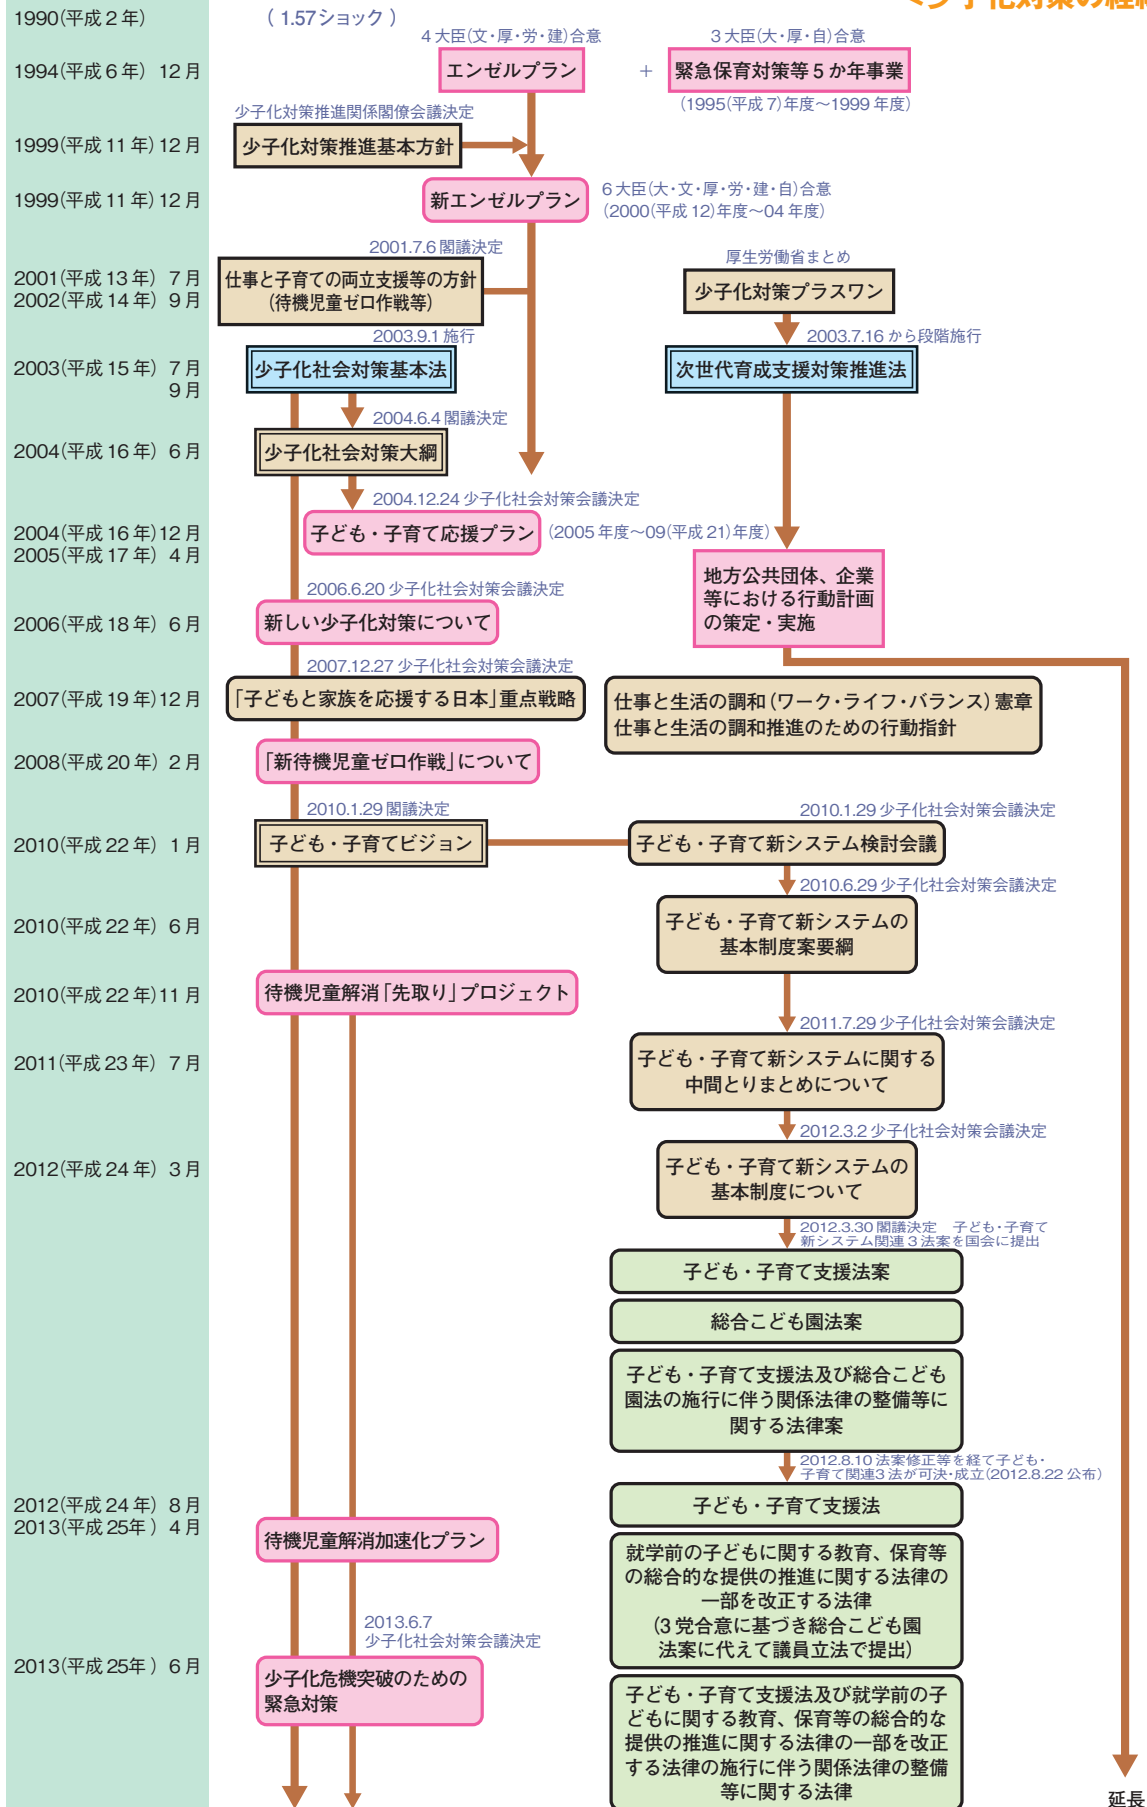 <少子化対策の経緯
1990(平成2年)
(1.57ショック)
4大臣(文・厚・労・建)合意
3大臣(大・厚・自)合意
1994(平成6年) 12月
エンゼルプラン
+
緊急保育対策等5か年事業
(1995(平成7)年度～1999年度)
少子化対策推進関係閣僚会議決定
1999(平成11年)12月
少子化対策推進基本方針
1999(平成11年)12月
新エンゼルプラン
6大臣(大・文・厚・労・建・自)合意
(2000(平成12)年度～04年度)
2001.7.6閣議決定
厚生労働省まとめ
2001(平成13年) 7月
2002(平成14年) 9月
仕事と子育ての両立支援等の方針
(待機児童ゼロ作戦等)
少子化対策プラスワン
2003.9.1施行
2003.7.16から段階施行
2003(平成15年) 7月
9月
少子化社会対策基本法
次世代育成支援対策推進法
2004.6.4閣議決定
2004(平成16年) 6月
少子化社会対策大綱
2004.12.24少子化社会対策会議決定
2004(平成16年)12月
2005(平成17年) 4月
子ども・子育て応援プラン
(2005年度～09(平成21)年度)
地方公共団体、企業
等における行動計画
の策定・実施
2006.6.20少子化社会対策会議決定
2006(平成18年) 6月
新しい少子化対策について
2007.12.27少子化社会対策会議決定
2007(平成19年)12月
「子どもと家族を応援する日本」重点戦略
仕事と生活の調和(ワーク・ライフ・バランス)憲章
仕事と生活の調和推進のための行動指針
2008(平成20年) 2月
「新待機児童ゼロ作戦」について
2010.1.29閣議決定
2010.1.29少子化社会対策会議決定
2010(平成22年) 1月
子ども・子育てビジョン
子ども・子育て新システム検討会議
2010.6.29少子化社会対策会議決定
2010(平成22年) 6月
子ども・子育て新システムの
基本制度案要綱
2010(平成22年)11月
待機児童解消「先取り」プロジェクト
2011.7.29少子化社会対策会議決定
2011(平成23年) 7月
子ども・子育て新システムに関する
中間とりまとめについて
2012.3.2少子化社会対策会議決定
2012(平成24年) 3月
子ども・子育て新システムの
基本制度について
2012.3.30閣議決定 子ども・子育て
新システム関連3法案を国会に提出
子ども・子育て支援法案
総合こども園法案
子ども・子育て支援法及び総合こども
園法の施行に伴う関係法律の整備等に
関する法律案
2012.8.10法案修正等を経て子ども・
子育て関連3法が可決・成立(2012.8.22公布)
2012(平成24年) 8月
2013(平成25年) 4月
子ども・子育て支援法
待機児童解消加速化プラン
就学前の子どもに関する教育、保育等
の総合的な提供の推進に関する法律の
一部を改正する法律
(3党合意に基づき総合こども園
法案に代えて議員立法で提出)
2013.6.7
少子化社会対策会議決定
2013(平成25年) 6月
少子化危機突破のための
緊急対策
子ども・子育て支援法及び就学前の子
どもに関する教育、保育等の総合的な
提供の推進に関する法律の一部を改正
する法律の施行に伴う関係法律の整備
等に関する法律
延長